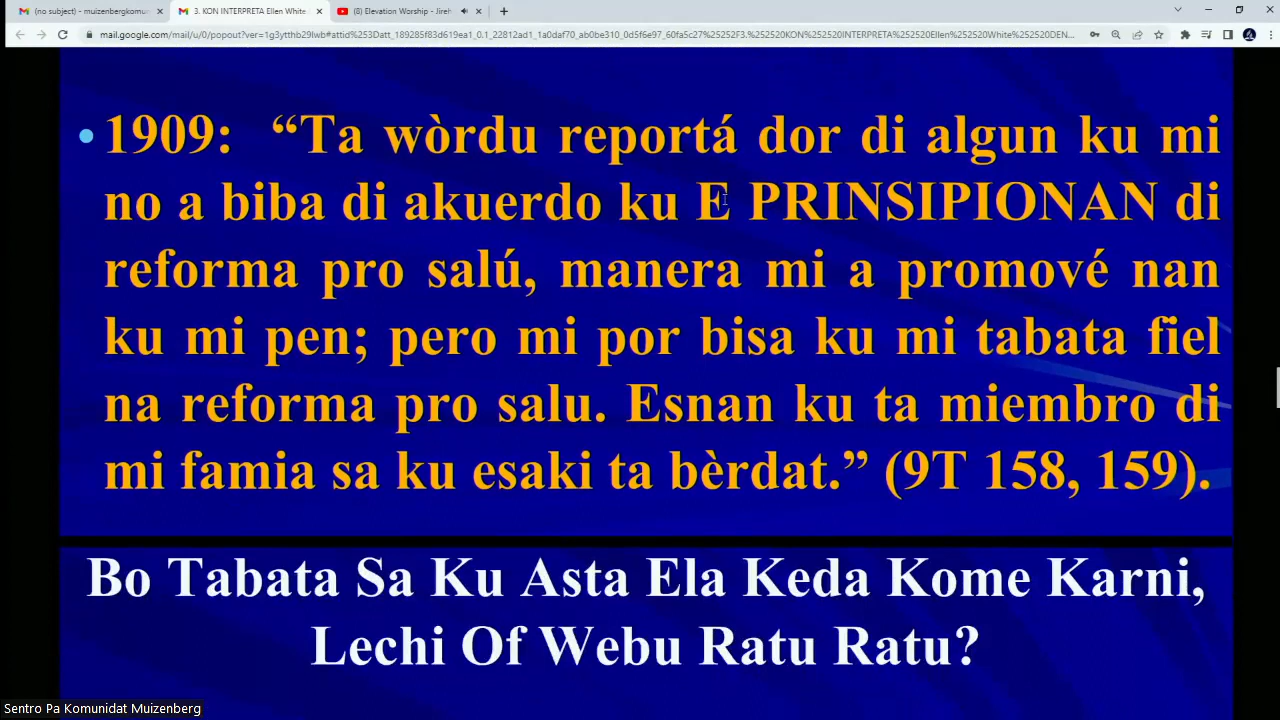 (no subject) - muizenbergkomu
3. KON INTERPRETA Ellen White
(8) Elevation Worship - Jireh
mail.google.com/mail/u/0/popout?ver=1g3ytthb29lwb#attid%253Datt_189285f83d619ea1_0.1_22812ad1_1a0daf70_ab0be310_0d5f6e97_60fa5c27%25252F3.%252520KON%252520INTERPRETA%252520Ellen%252520White%252520DEN...
• 1909: “Ta wòrdu reportá dor di algun ku mi
no a biba di akuerdo ku E PRINSIPIONAN di
reforma pro salú, manera mi a promové nan
ku mi pen; pero mi por bisa ku mi tabata fiel
na reforma pro salu. Esnan ku ta miembro di
mi famia sa ku esaki ta bèrdat.” (9T 158, 159).
Bo Tabata Sa Ku Asta Ela Keda Kome Karni,
Lechi Of Webu Ratu Ratu?
Sentro Pa Komunidat Muizenberg